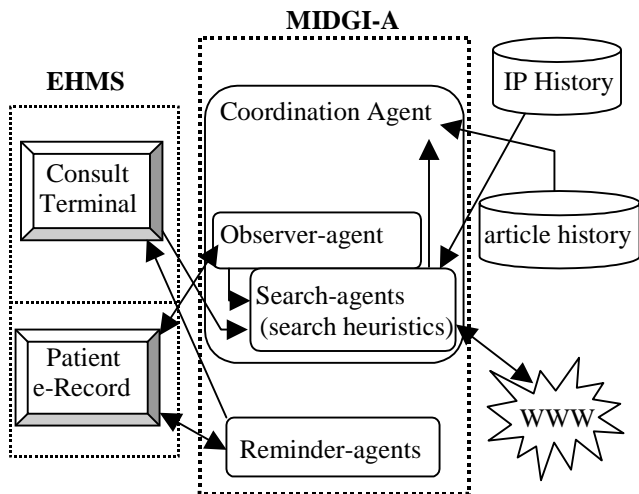 MIDGI-A
EHMS
IP History
Coordination Agent
Consult
Terminal
article history
Observer-agent
Search-agents
(search heuristics)
Patient
e-Record
WWW
Reminder-agents